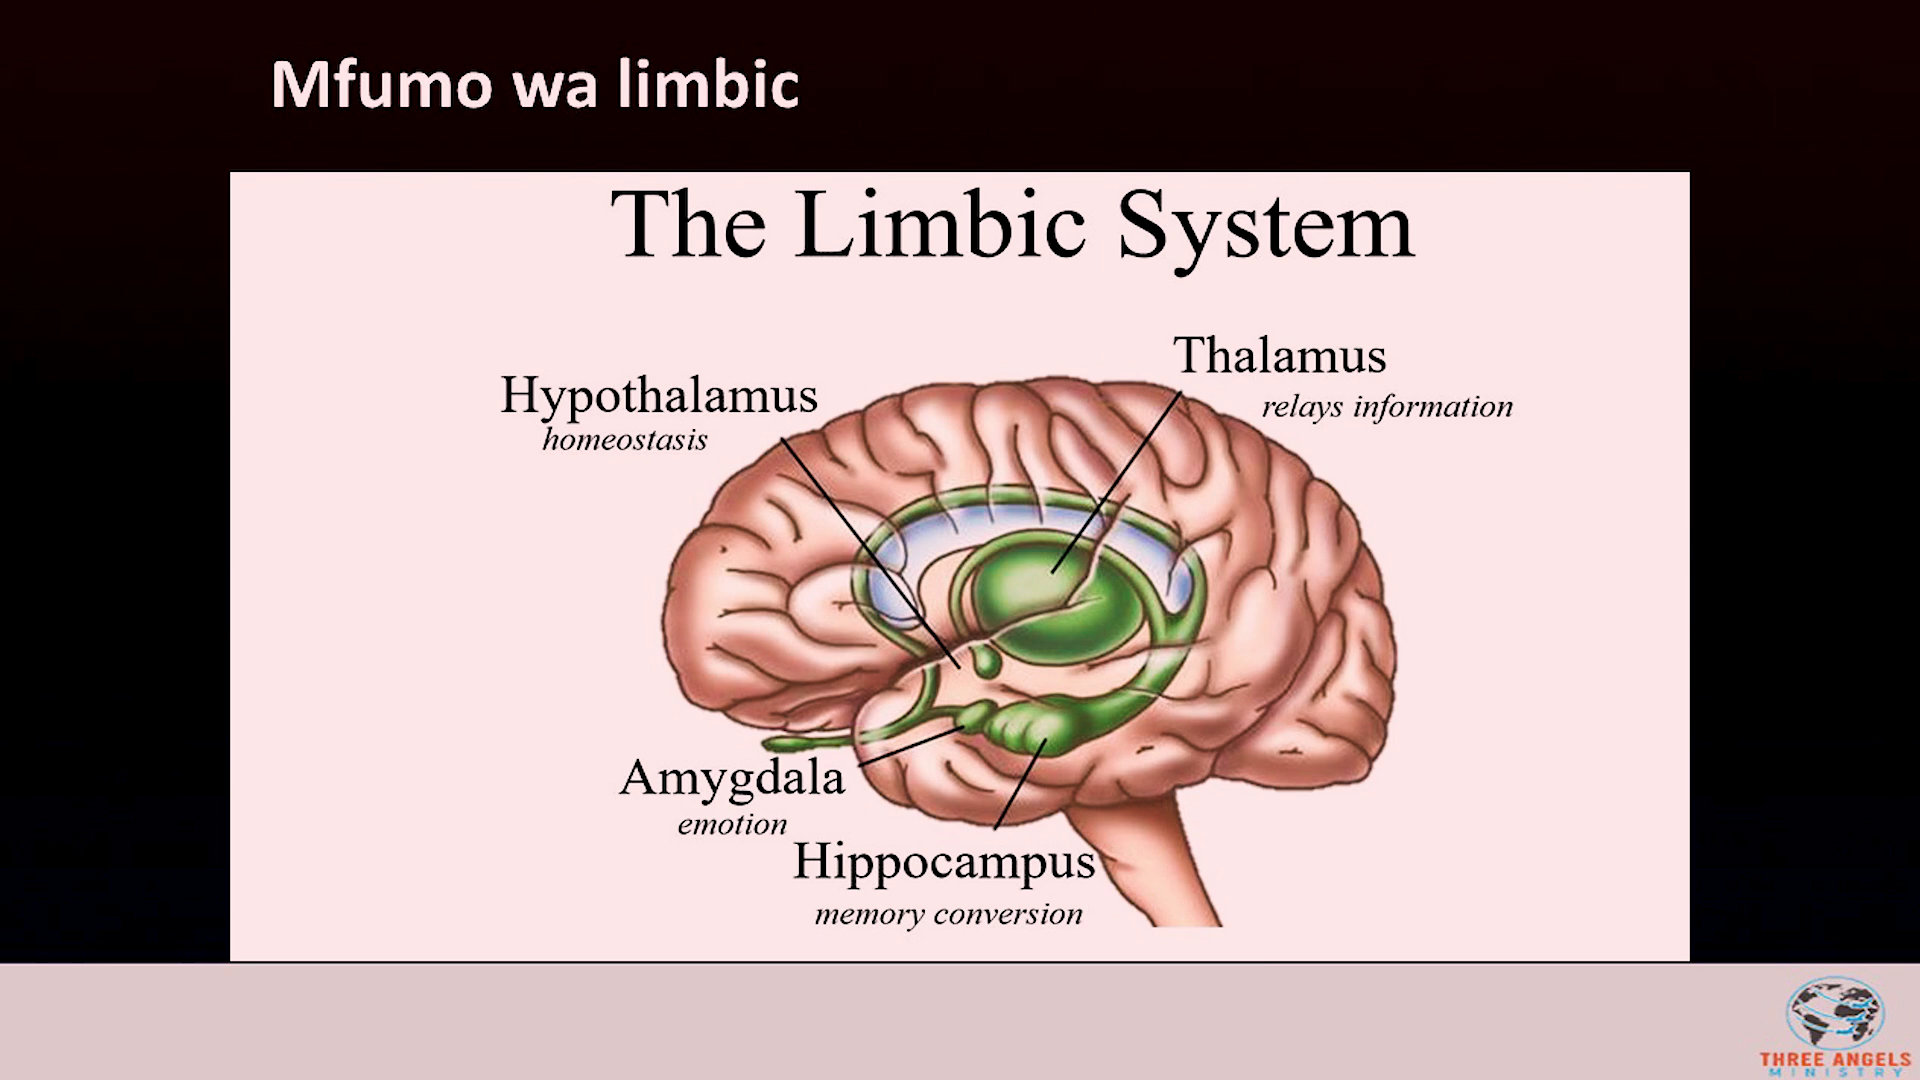 Mfumo wa limbic
The Limbic System
Thalamus
relays information
Hypothalamus
homeostasis
Amygdala
emotion
Hippocampus
memory conversion
THREE ANGELS
MINISTRY